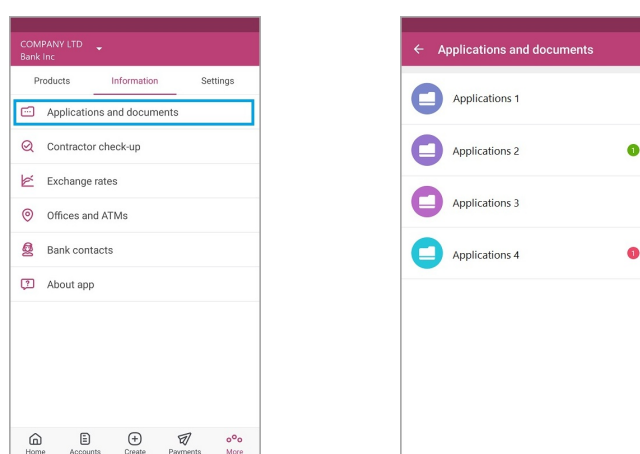 COMPANY LTD
Bank Inc
Products Information Settings
Applications and documents
Contractor check-up
Exchange rates
Offices and ATMs
Bank contacts
About app
Home Accounts Create Payments More
Applications and documents
Applications 1
Applications 2 1
Applications 3
Applications 4 1